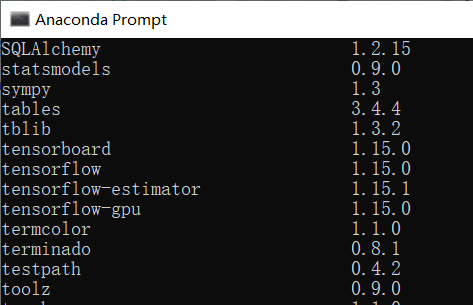 Anaconda Prompt
SQLAlchemy 1.2.15
statsmodels 0.9.0
sympy 1.3
tables 3.4.4
tblib 1.3.2
tensorboard 1.15.0
tensorflow 1.15.0
tensorflow-estimator 1.15.1
tensorflow-gpu 1.15.0
termcolor 1.1.0
terminado 0.8.1
testpath 0.4.2
toolz 0.9.0